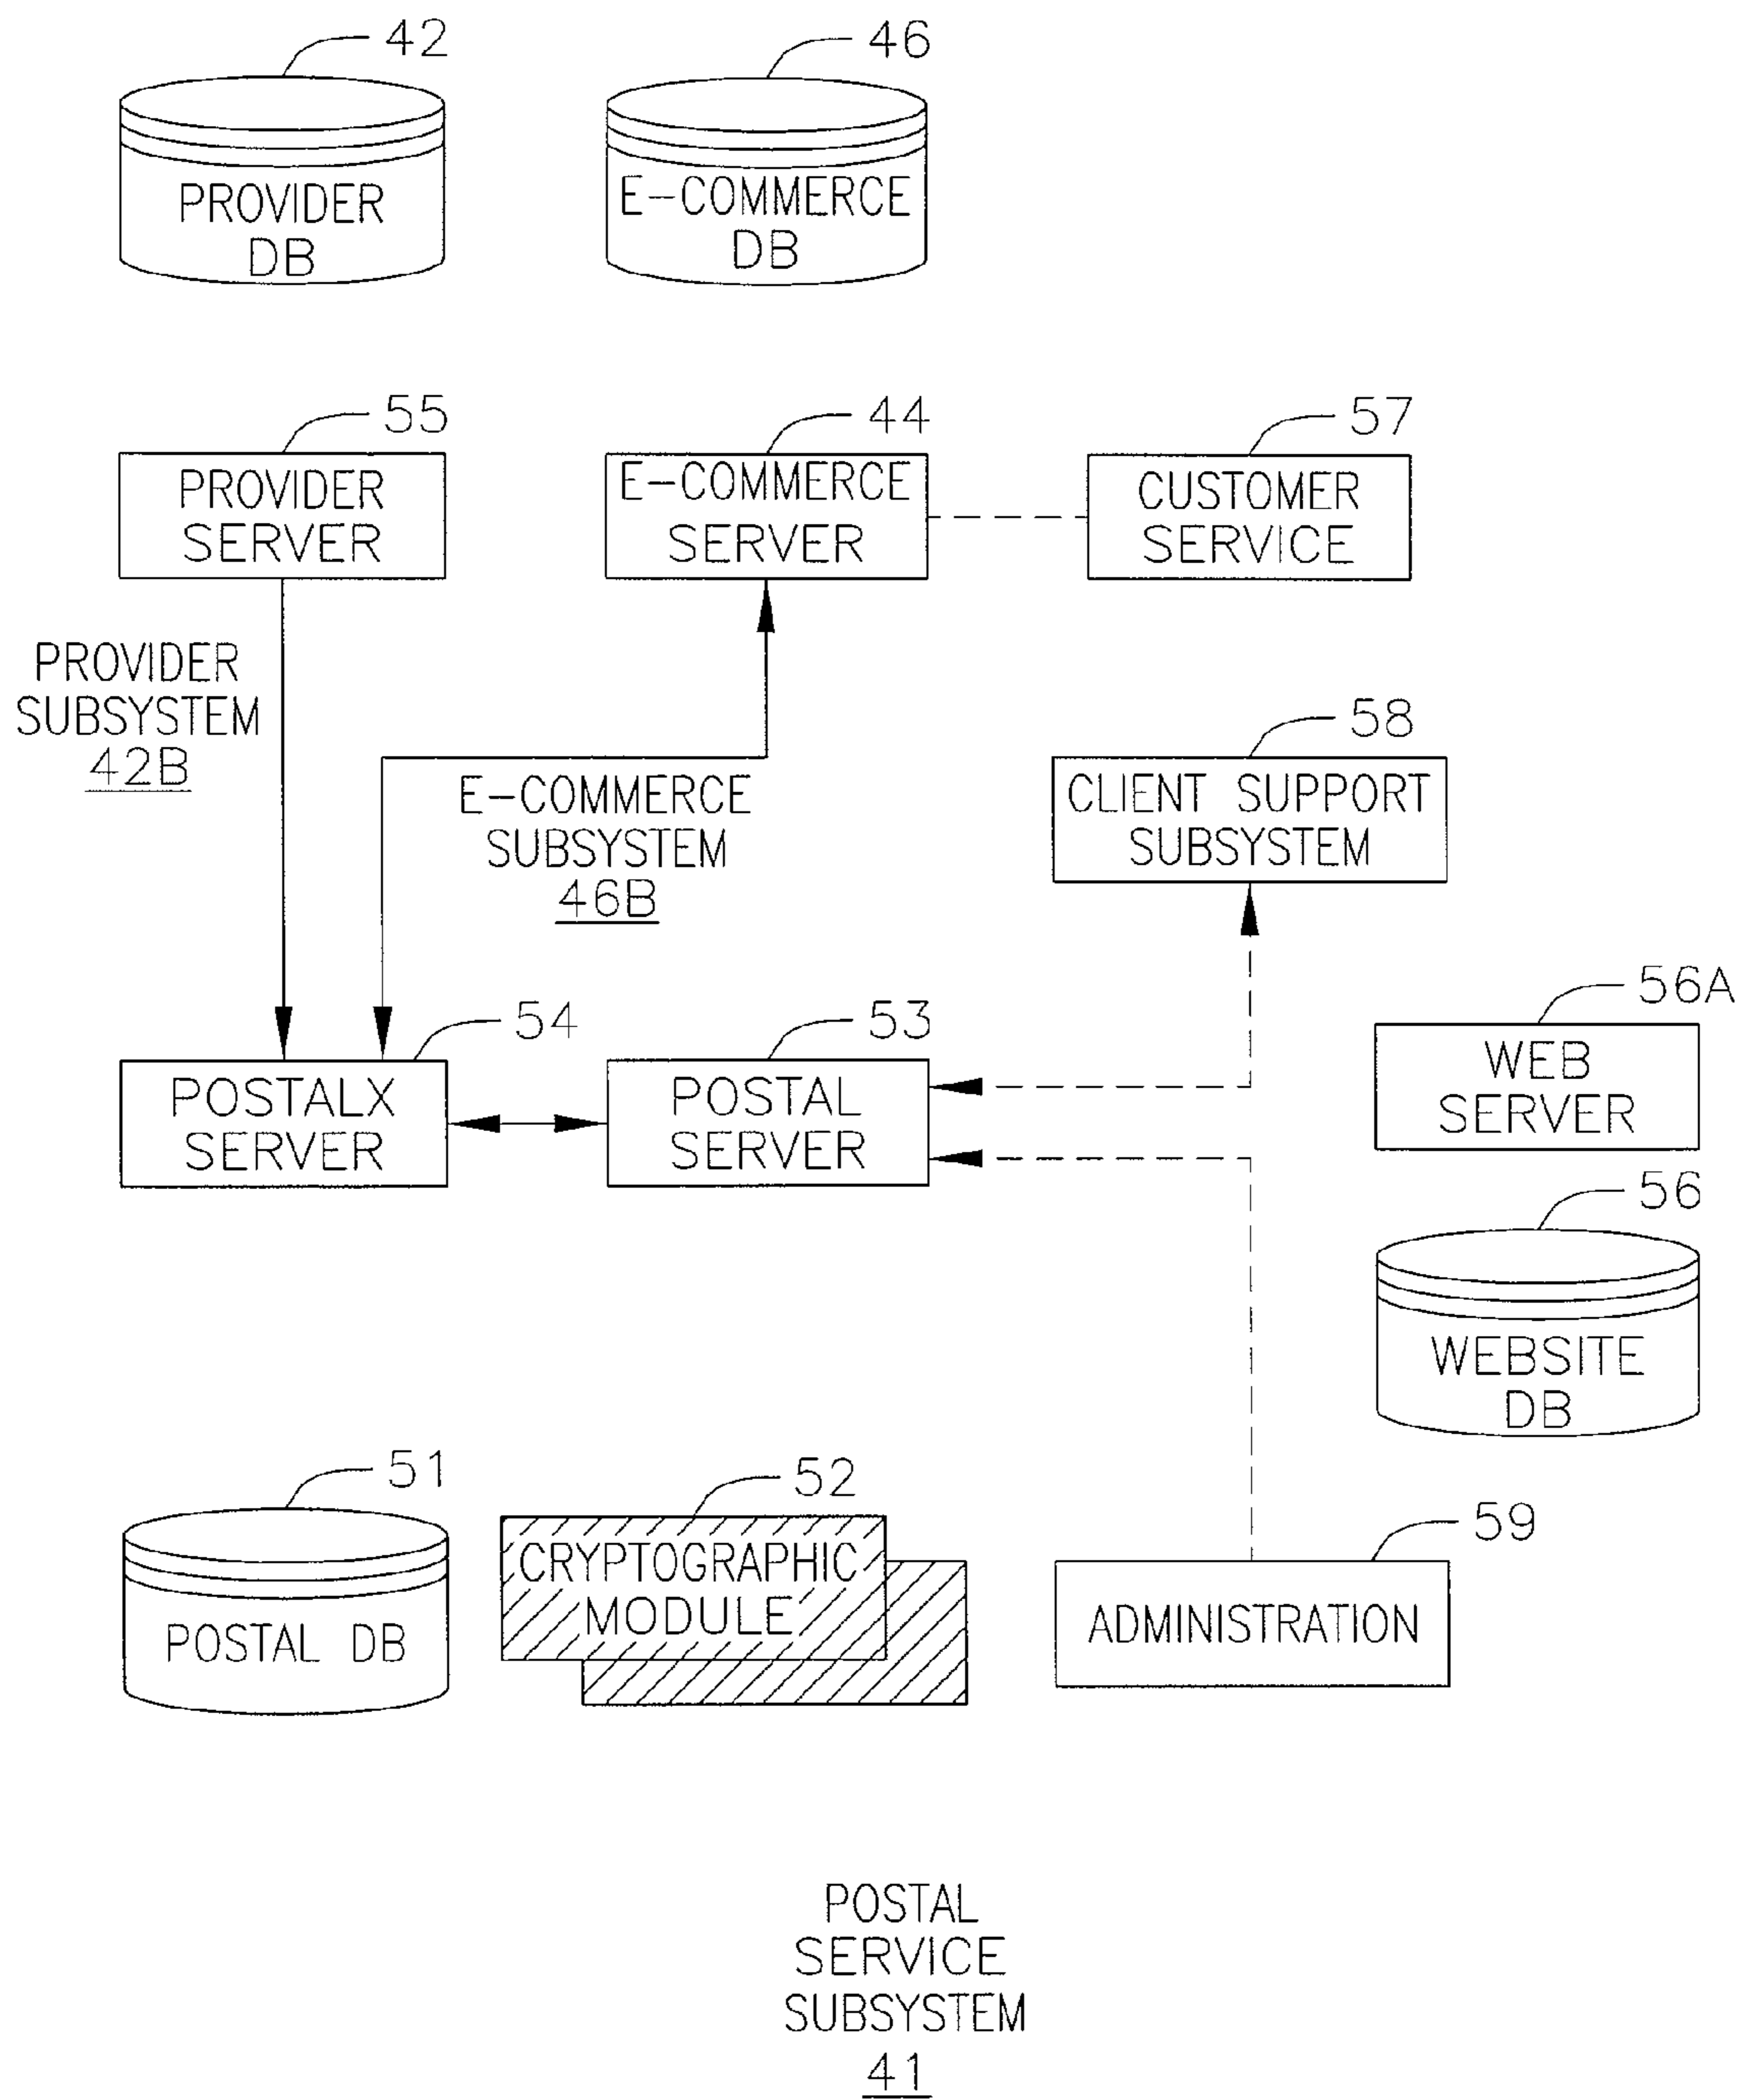 42
46
PROVIDER
DB
E-COMMERCE
DB
55
44
57
PROVIDER
SERVER
E-COMMERCE
SERVER
CUSTOMER
SERVICE
PROVIDER
SUBSYSTEM
42B
E-COMMERCE
SUBSYSTEM
46B
58
CLIENT SUPPORT
SUBSYSTEM
54
53
56A
POSTALX
SERVER
POSTAL
SERVER
WEB
SERVER
56
WEBSITE
DB
51
52
59
POSTAL DB
CRYPTOGRAPHIC
MODULE
ADMINISTRATION
POSTAL
SERVICE
SUBSYSTEM
41